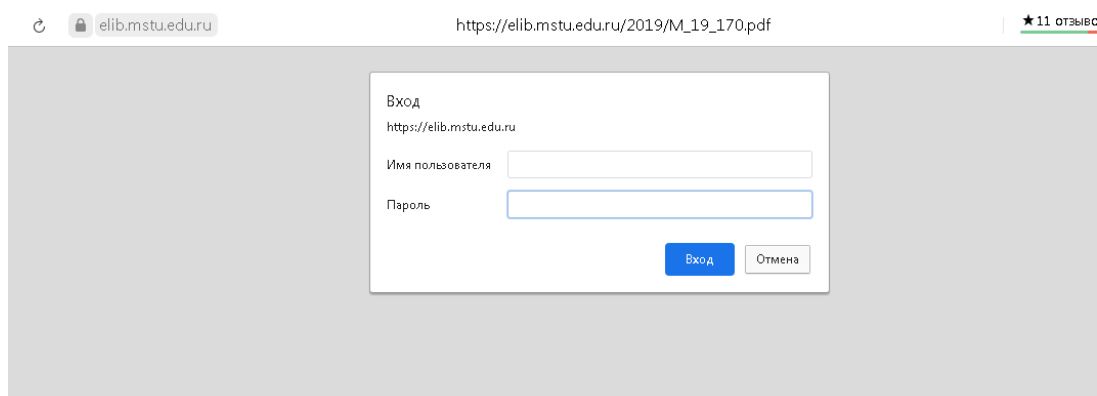 elib.mstu.edu.ru https://elib.mstu.edu.ru/2019/M_19_170.pdf ★11 отзыво
Вход
https://elib.mstu.edu.ru
Имя пользователя
Пароль
Вход Отмена